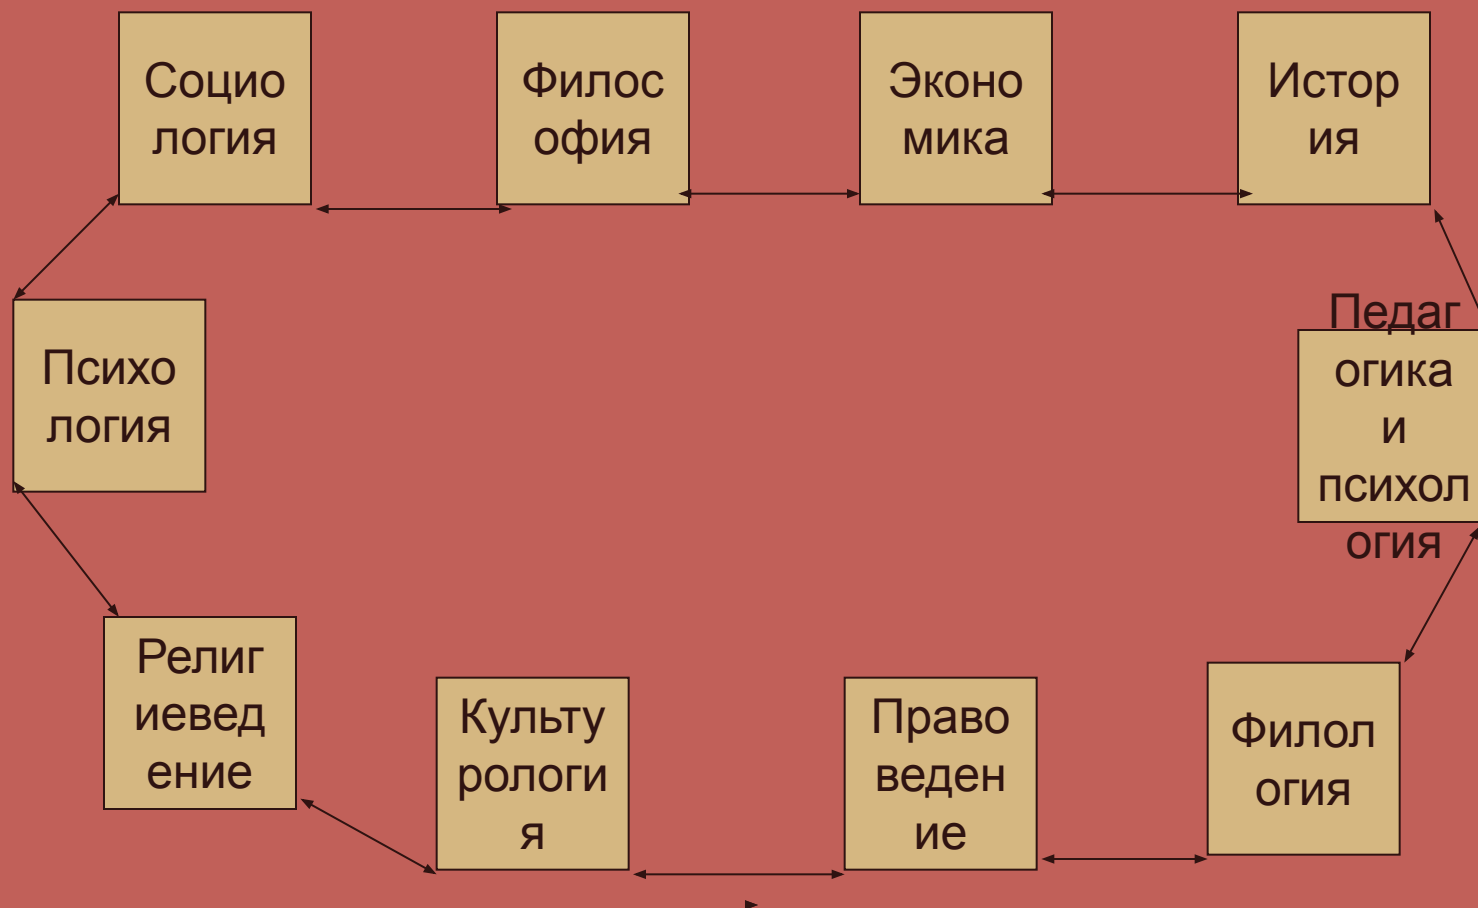 Социо
логия
Филос
офия
Эконо
мика
Истор
ия
Психо
логия
Педаг
огика
и
психол
огия
Религ
иевед
ение
Культу
рологи
я
Право
веден
ие
Филол
огия